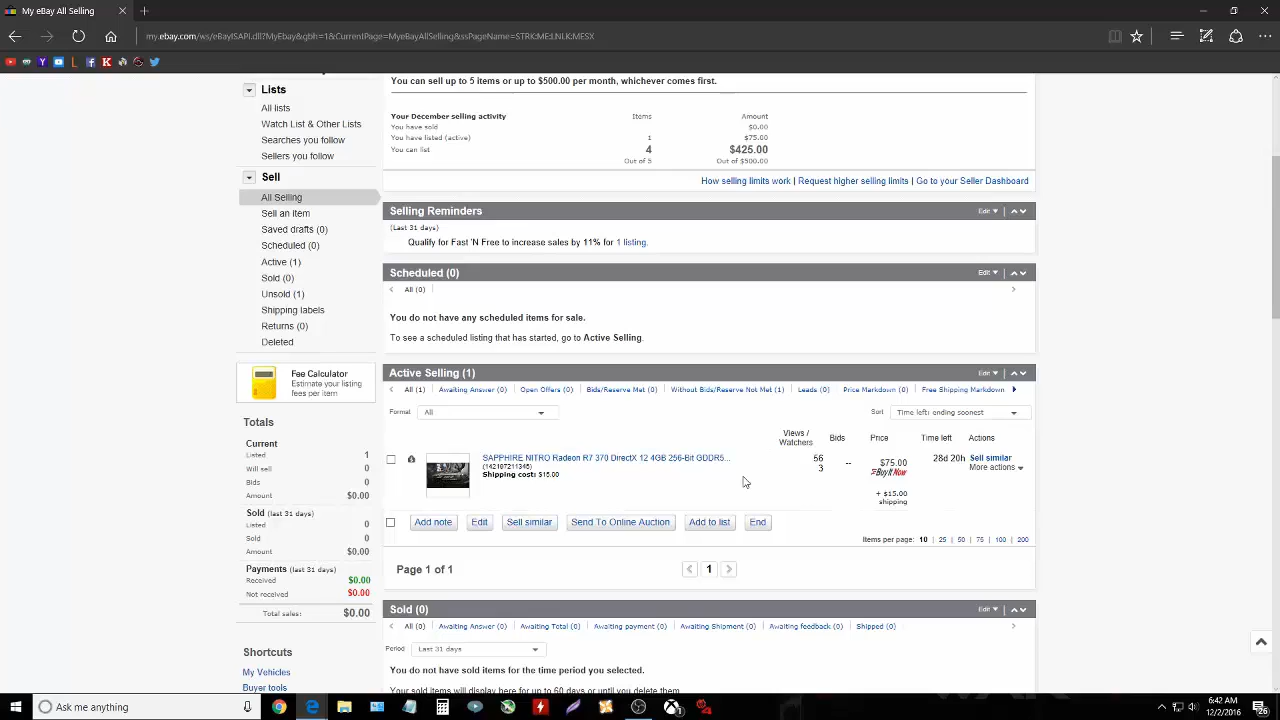 My eBay All Selling
my.ebay.com/ws/eBayISAPI.dll?MyEbay&gbh=1&CurrentPage=MyeBayAllSelling&ssPageName=STRK:ME:LNLK:MESX
Lists
All lists
Watch List & Other Lists
Searches you follow
Sellers you follow
Sell
All Selling
Sell an item
Saved drafts (0)
Scheduled (0)
Active (1)
Sold (0)
Unsold (1)
Shipping labels
Returns (0)
Deleted
Fee Calculator
Estimate your listing
fees per item
Totals
Current
Listed 1
Will sell 0
Bids 0
Amount $0.00
Sold (last 31 days)
Listed 0
Sold 0
Amount $0.00
Payments (last 31 days)
Received $0.00
Not received $0.00
Total sales: $0.00
Shortcuts
My Vehicles
Buyer tools
You can sell up to 5 items or up to $500.00 per month, whichever comes first.
Your December selling activity Items Amount
You have sold $0.00
You have listed (active) 1 $75.00
You can list 4 $425.00
Out of 5 Out of $500.00
How selling limits work | Request higher selling limits | Go to your Seller Dashboard
Selling Reminders Edit
(Last 31 days)
Qualify for Fast 'N Free to increase sales by 11% for 1 listing.
Scheduled (0) Edit
All (0)
You do not have any scheduled items for sale.
To see a scheduled listing that has started, go to Active Selling.
Active Selling (1) Edit
All (1) Awaiting Answer (0) Open Offers (0) Bids/Reserve Met (0) Without Bids/Reserve Not Met (1) Leads (0) Price Markdown (0) Free Shipping Markdown
Format All Sort Time left: ending soonest
Views / Watchers Bids Price Time left Actions
SAPPHIRE NITRO Radeon R7 370 DirectX 12 4GB 256-Bit GDDR5... 56 -- $75.00 28d 20h Sell similar
(142187211345) 3 Buy It Now More actions
Shipping cost: $15.00
+ $15.00
shipping
Add note Edit Sell similar Send To Online Auction Add to list End
Items per page: 10 | 25 | 50 | 75 | 100 | 200
Page 1 of 1 1
Sold (0) Edit
All (0) Awaiting Answer (0) Awaiting Total (0) Awaiting payment (0) Awaiting Shipment (0) Awaiting feedback (0) Shipped (0)
Period Last 31 days
You do not have sold items for the time period you selected.
Your sold items will display here for up to 60 days or until you delete them
Ask me anything
6:42 AM
12/2/2016